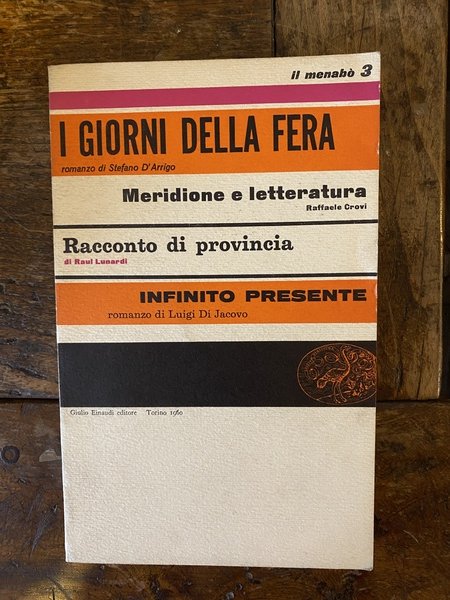 il menabò 3
I GIORNI DELLA FERA
romanzo di Stefano D'Arrigo
Meridione e letteratura
Raffaele Crovi
Racconto di provincia
di Raul Lunardi
INFINITO PRESENTE
romanzo di Luigi Di Jacovo
Giulio Einaudi editore Torino 1960